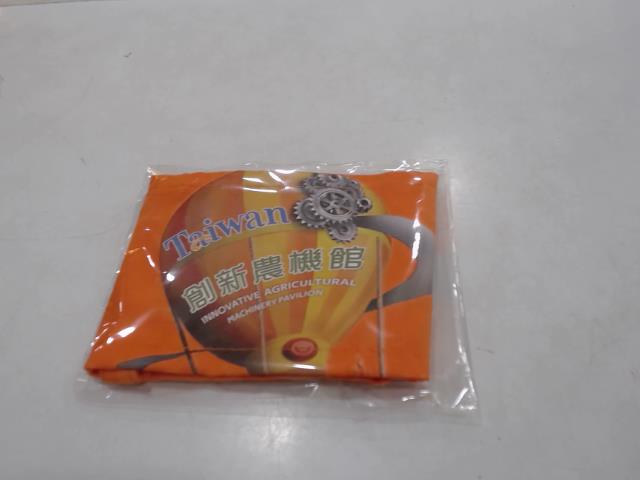 Taiwan
創新農機館
INNOVATIVE AGRICULTURAL
MACHINERY PAVILION